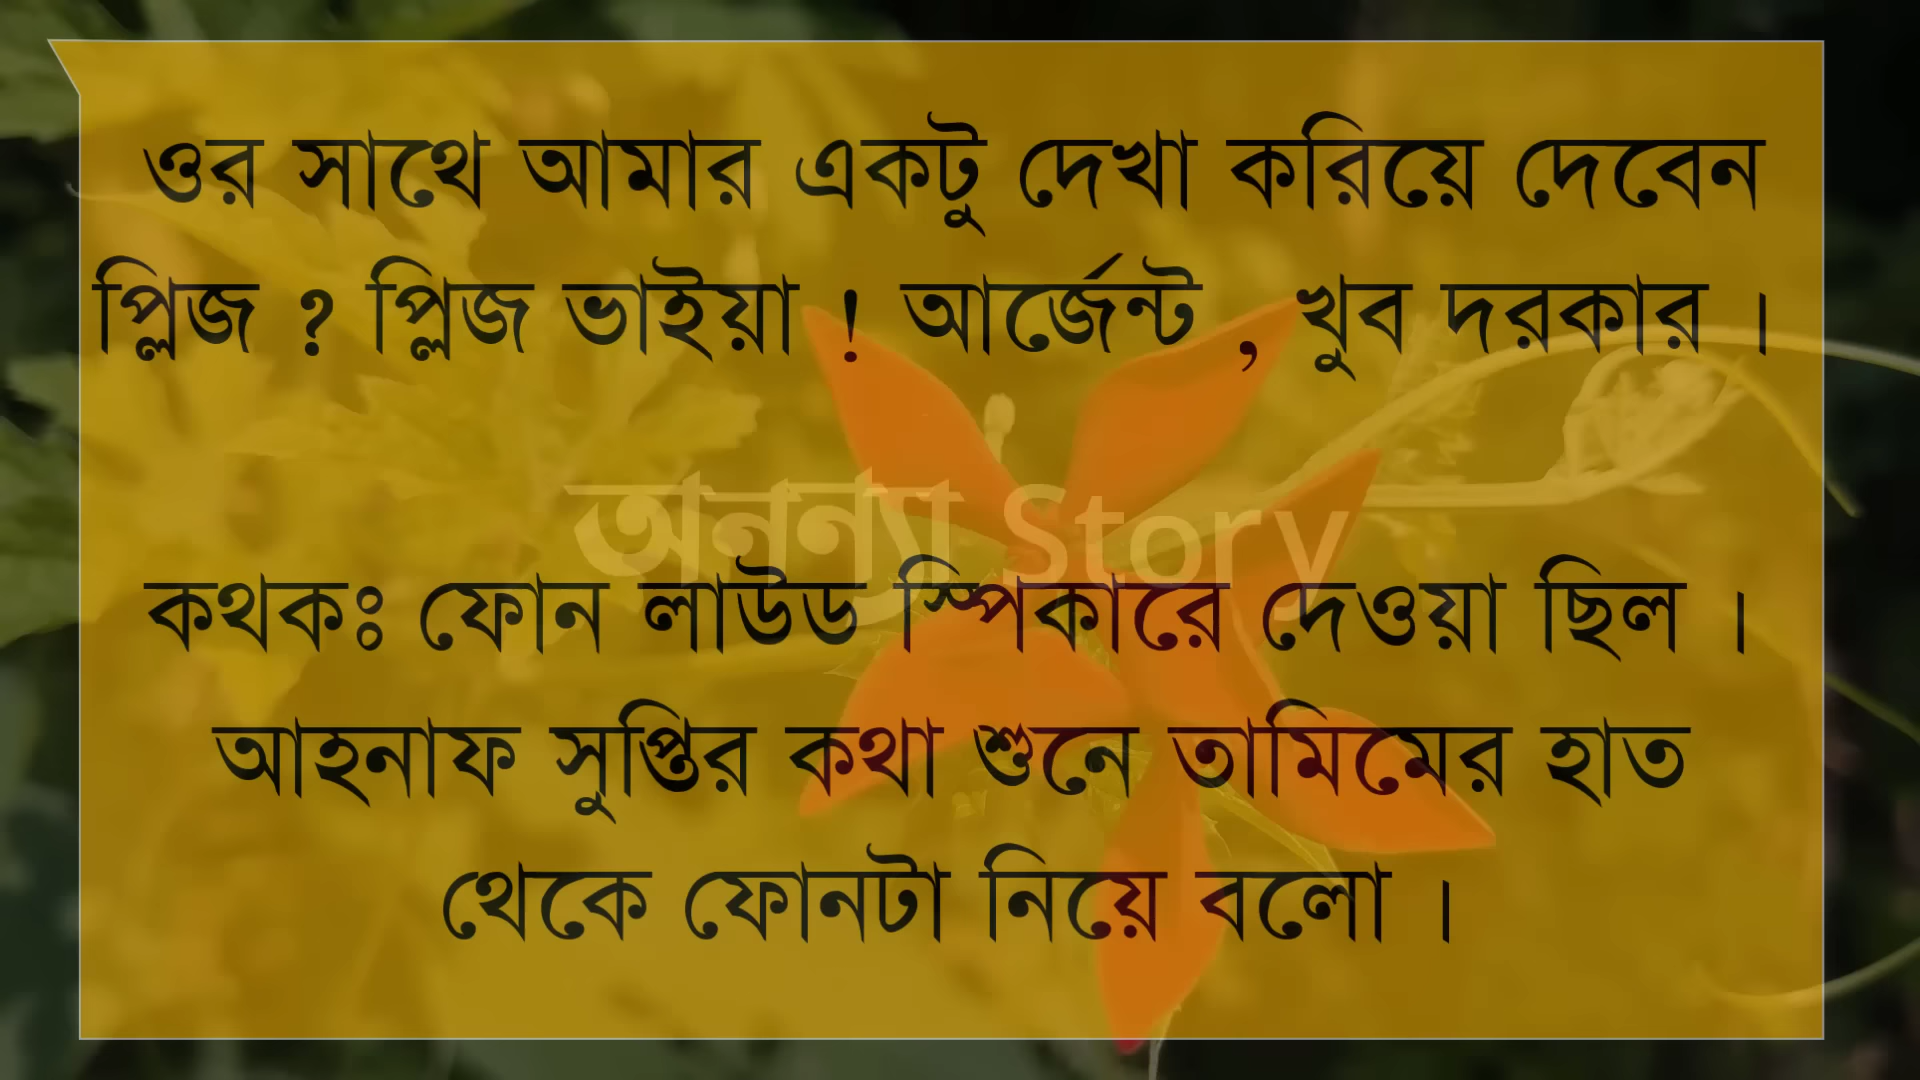 ওর সাথে আমার একটু দেখা করিয়ে দেবেন
প্লিজ ? প্লিজ ভাইয়া ! আর্জেন্ট , খুব দরকার ।
অনন্যা Story
কথকঃ ফোন লাউড স্পিকারে দেওয়া ছিল ।
আহনাফ সুপ্তির কথা শুনে তামিমের হাত
থেকে ফোনটা নিয়ে বলো ।